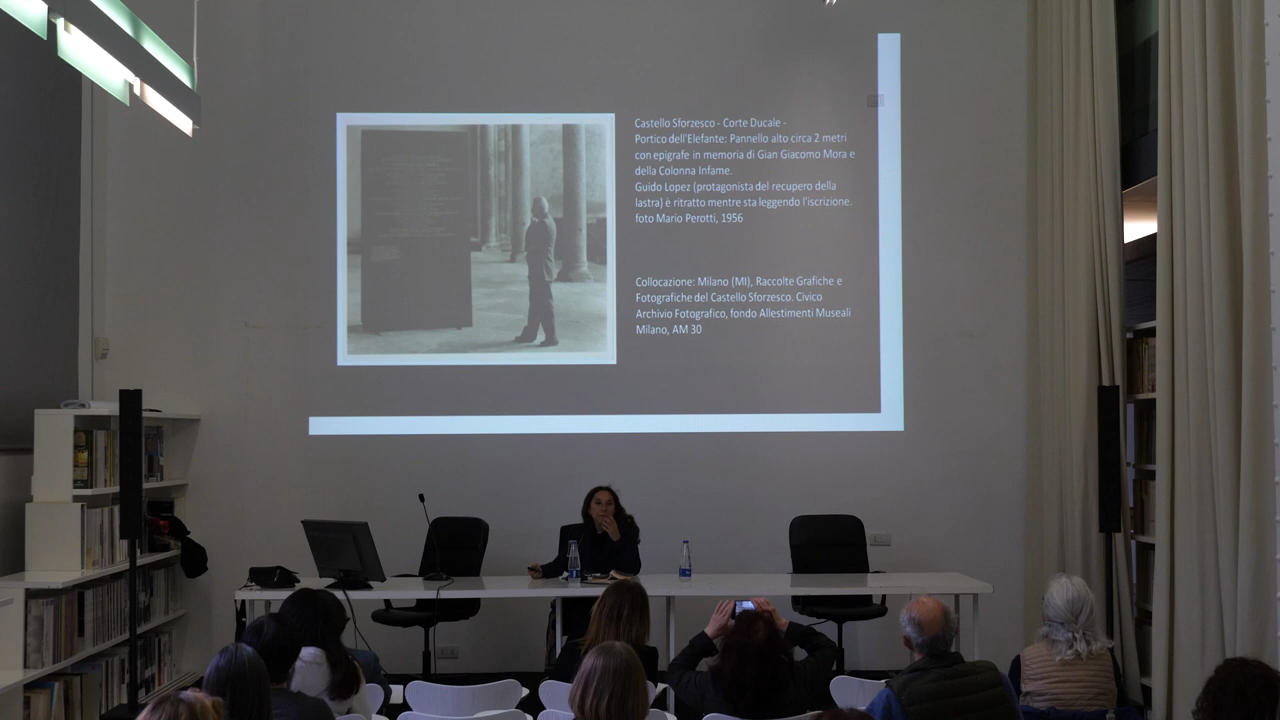 Castello Sforzesco - Corte Ducale -
Portico dell'Elefante: Pannello alto circa 2 metri
con epigrafe in memoria di Gian Giacomo Mora e
della Colonna Infame.
Guido Lopez (protagonista del recupero della
lastra) è ritratto mentre sta leggendo l'iscrizione.
foto Mario Perotti, 1956
Collocazione: Milano (MI), Raccolte Grafiche e
Fotografiche del Castello Sforzesco. Civico
Archivio Fotografico, fondo Allestimenti Museali
Milano, AM 30